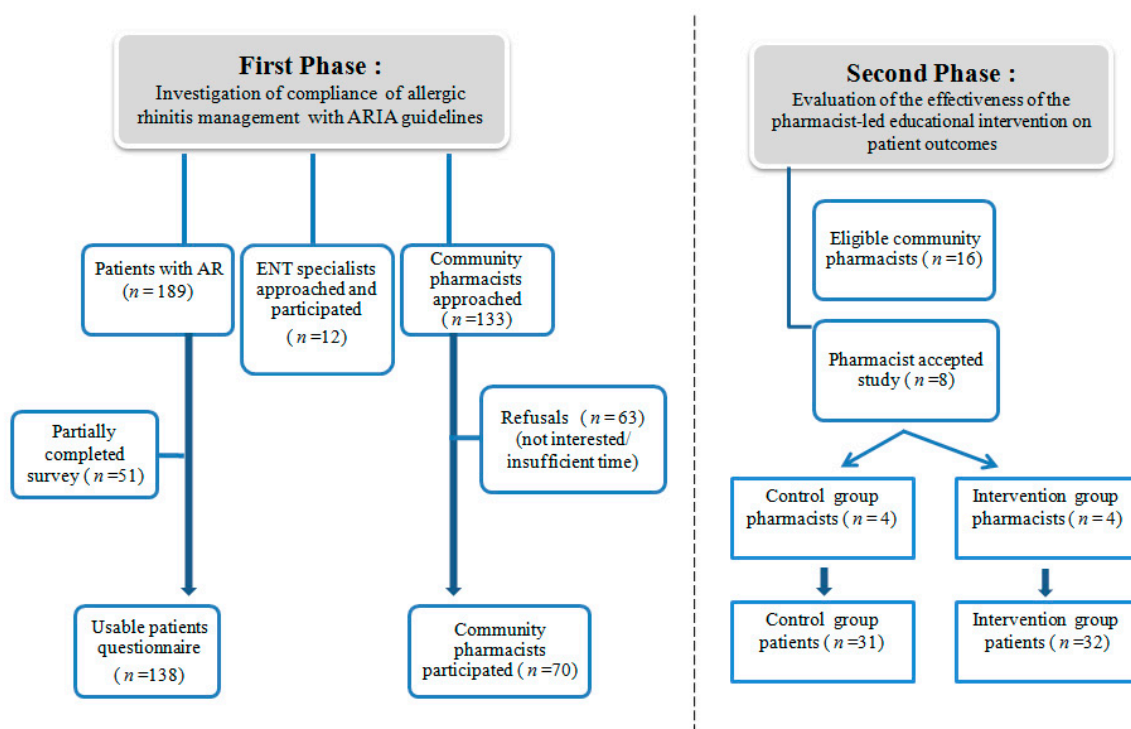 First Phase :
Investigation of compliance of allergic
rhinitis management with ARIA guidelines
Patients with AR
(n = 189)
ENT specialists
approached and
participated
( n =12)
Community
pharmacists
approached
( n =133)
Partially
completed
survey ( n =51)
Refusals ( n = 63)
(not interested/
insufficient time)
Usable patients
questionnaire
( n =138)
Community
pharmacists
participated ( n =70)
Second Phase :
Evaluation of the effectiveness of the
pharmacist-led educational intervention on
patient outcomes
Eligible community
pharmacists ( n =16)
Pharmacist accepted
study ( n =8)
Control group
pharmacists ( n = 4)
Intervention group
pharmacists ( n = 4)
Control group
patients ( n = 31)
Intervention group
patients ( n =32)